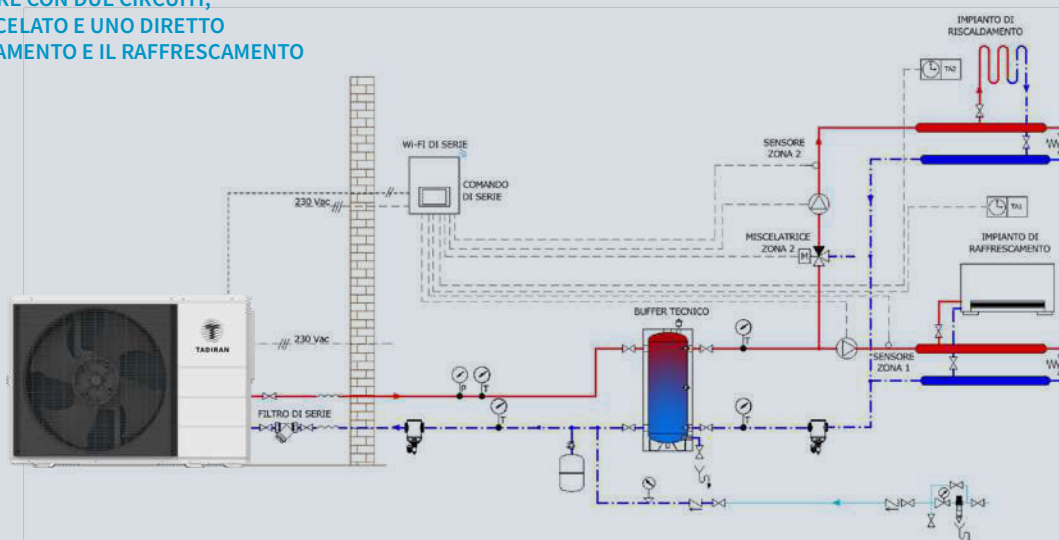 RE CON DUE CIRCUITI,
CELATO E UNO DIRETTO
AMENTO E IL RAFFRESCAMENTO
IMPIANTO DI
RISCALDAMENTO
TA2
SENSORE
ZONA 2
Wi-FI DI SERIE
COMANDO
DI SERIE
230 Vac
TA1
MISCELATRICE
ZONA 2
M
IMPIANTO DI
RAFFRESCAMENTO
BUFFER TECNICO
T
TADIRAN
230 Vac
SENSORE
ZONA 1
P
T
FILTRO DI SERIE
T
T